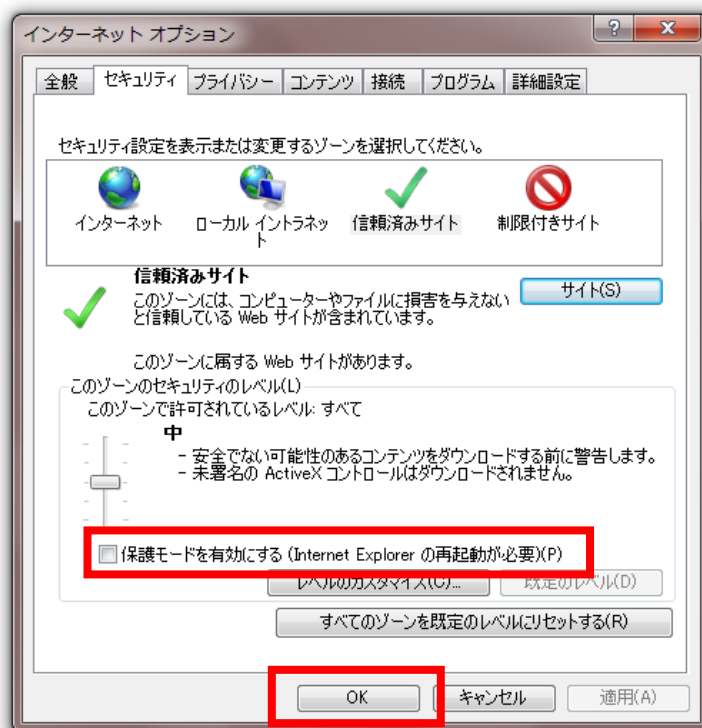 インターネット オプション
全般 セキュリティ プライバシー コンテンツ 接続 プログラム 詳細設定
セキュリティ設定を表示または変更するゾーンを選択してください。
インターネット
ローカル イントラネッ
ト
信頼済みサイト
制限付きサイト
信頼済みサイト
このゾーンには、コンピューターやファイルに損害を与えない
と信頼している Web サイトが含まれています。
サイト(S)
このゾーンに属する Web サイトがあります。
このゾーンのセキュリティのレベル(L)
このゾーンで許可されているレベル: すべて
中
- 安全でない可能性のあるコンテンツをダウンロードする前に警告します。
- 未署名の ActiveX コントロールはダウンロードされません。
保護モードを有効にする (Internet Explorer の再起動が必要)(P)
レベルのカスタマイズ(C)... 既定のレベル(D)
すべてのゾーンを既定のレベルにリセットする(R)
OK キャンセル 適用(A)